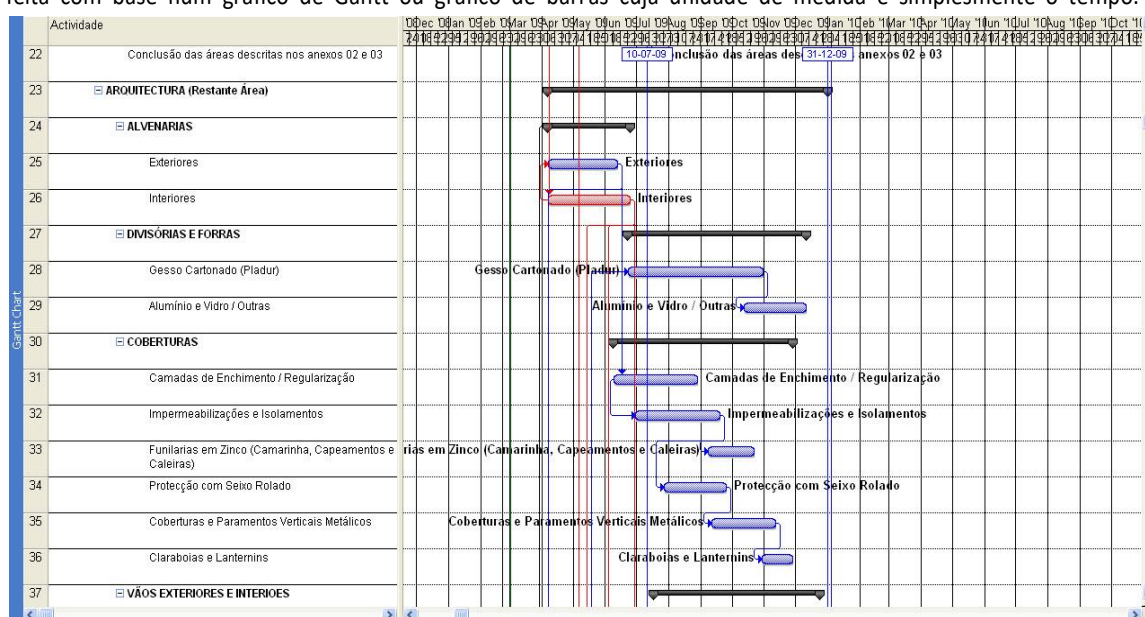 feita com base num gráfico de Gantt ou gráfico de barras cuja unidade de medida é simplesmente o tempo.
Actividade
22 Conclusão das áreas descritas nos anexos 02 e 03 10-07-09 nclusão das áreas des 31-12-09 anexos 02 e 03
23 ARQUITECTURA (Restante Área)
24 ALVENARIAS
25 Exteriores Exteriores
26 Interiores Interiores
27 DIVISÓRIAS E FORRAS
28 Gesso Cartonado (Pladur) Gesso Cartonado (Pladur)
29 Alumínio e Vidro / Outras Alumínio e Vidro / Outras
30 COBERTURAS
31 Camadas de Enchimento / Regularização Camadas de Enchimento / Regularização
32 Impermeabilizações e Isolamentos Impermeabilizações e Isolamentos
33 Funilarias em Zinco (Camarinha, Capeamentos e rias em Zinco (Camarinha, Capeamentos e Caleiras)
Caleiras)
34 Protecção com Seixo Rolado Protecção com Seixo Rolado
35 Coberturas e Paramentos Verticais Metálicos Coberturas e Paramentos Verticais Metálicos
36 Claraboias e Lanternins Claraboias e Lanternins
37 VÃOS EXTERIORES E INTERIOES
Gantt Chart